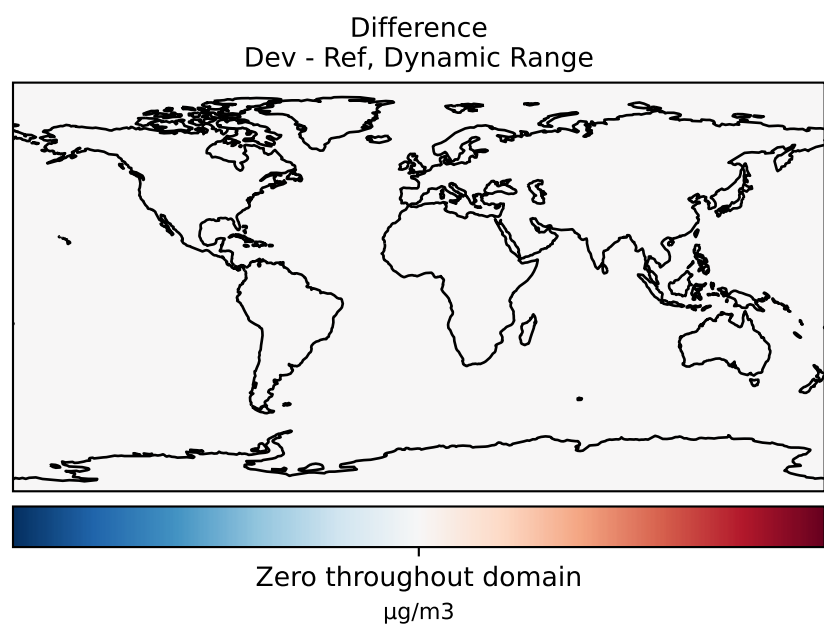 Difference
Dev - Ref, Dynamic Range
Zero throughout domain
μg/m3